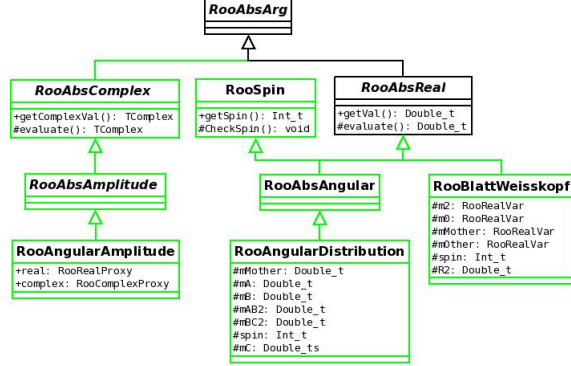 RooAbsArg
RooAbsComplex
+getComplexVal(): TComplex
#evaluate(): TComplex
RooSpin
+getSpin(): Int_t
#CheckSpin(): void
RooAbsReal
+getVal(): Double_t
#evaluate(): Double_t
RooAbsAmplitude
RooAbsAngular
RooBlattWeisskopf
#m2: RooRealVar
#m0: RooRealVar
#mMother: RooRealVar
#mOther: RooRealVar
#spin: Int_t
#R2: Double_t
RooAngularAmplitude
+real: RooRealProxy
+complex: RooComplexProxy
RooAngularDistribution
#mMother: Double_t
#mA: Double_t
#mB: Double_t
#mAB2: Double_t
#mBC2: Double_t
#spin: Int_t
#mC: Double_ts